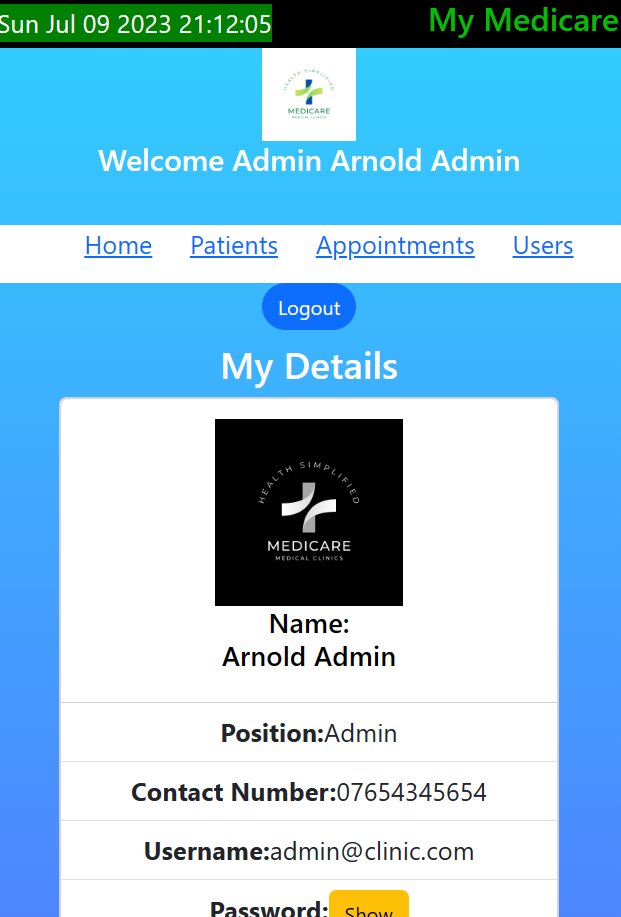 Sun Jul 09 2023 21:12:05
My Medicare
HEALTH SIMPLIFIED
MEDICARE
MEDICAL CLINICS
Welcome Admin Arnold Admin
Home Patients Appointments Users
Logout
My Details
HEALTH SIMPLIFIED
MEDICARE
MEDICAL CLINICS
Name:
Arnold Admin
Position:Admin
Contact Number:07654345654
Username:admin@clinic.com
Password:Show